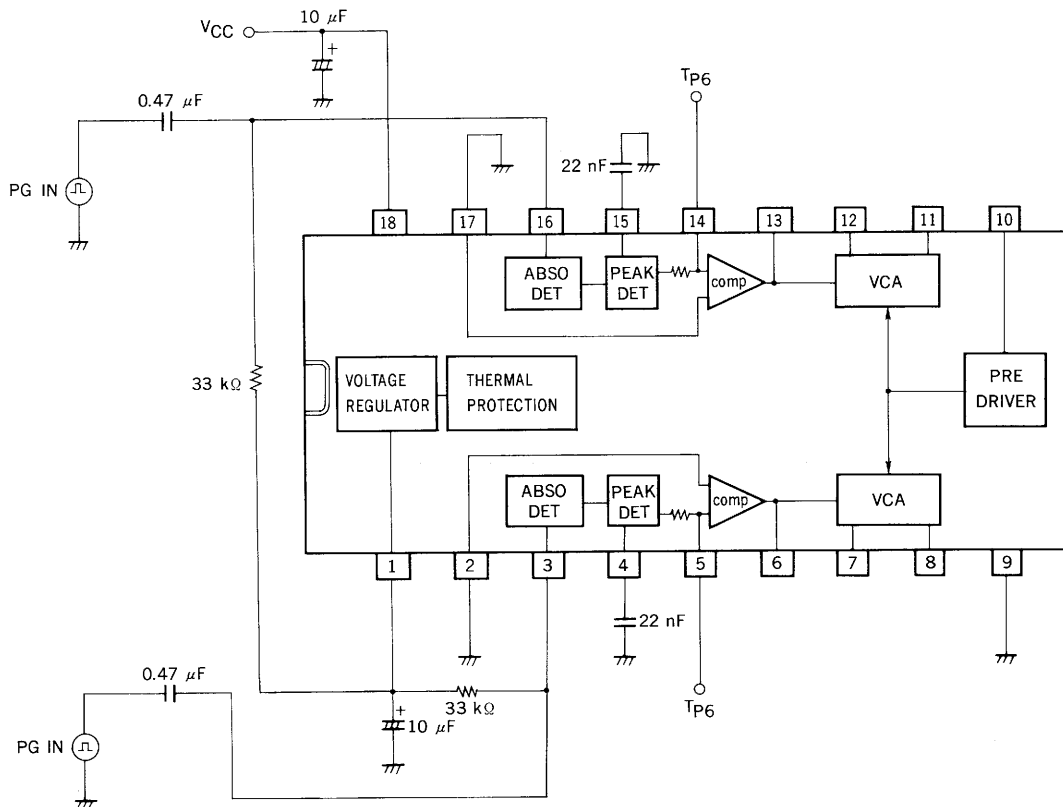 10 µF
VCC
+
TP6
0.47 µF
22 nF
PG IN
18
17
16
15
14
13
12
11
10
ABSO
DET
PEAK
DET
comp
VCA
33 kΩ
VOLTAGE
REGULATOR
THERMAL
PROTECTION
PRE
DRIVER
ABSO
DET
PEAK
DET
comp
VCA
1
2
3
4
5
6
7
8
9
22 nF
0.47 µF
33 kΩ
+
10 µF
TP6
PG IN